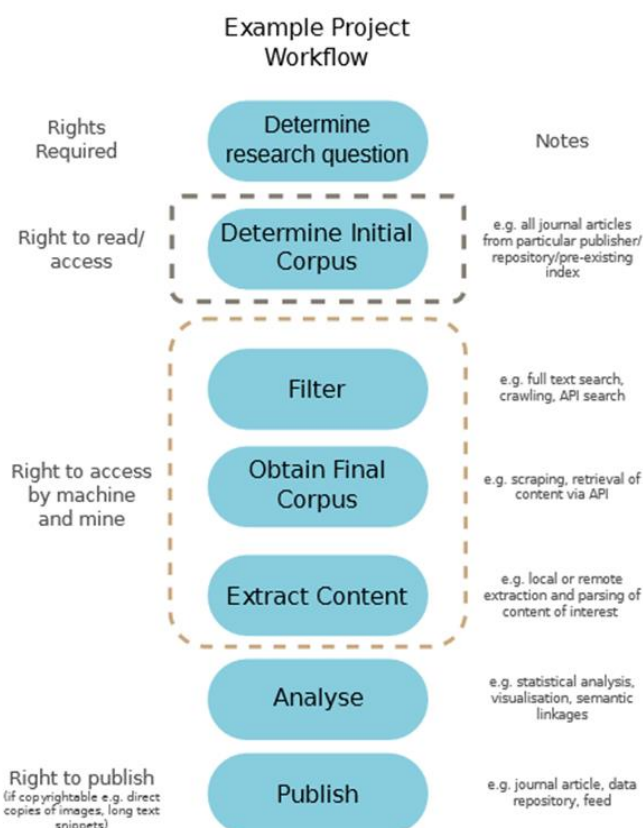 Example Project
Workflow
Rights
Required
Determine
research question
Notes
Right to read/
access
Determine Initial
Corpus
e.g. all journal articles
from particular publisher/
repository/pre-existing
index
Filter
e.g. full text search,
crawling, API search
Right to access
by machine
and mine
Obtain Final
Corpus
e.g. scraping, retrieval of
content via API
Extract Content
e.g. local or remote
extraction and parsing of
content of interest
Analyse
e.g. statistical analysis,
visualisation, semantic
linkages
Right to publish
(if copyrightable e.g. direct
copies of images, long text
snippets)
Publish
e.g. journal article, data
repository, feed